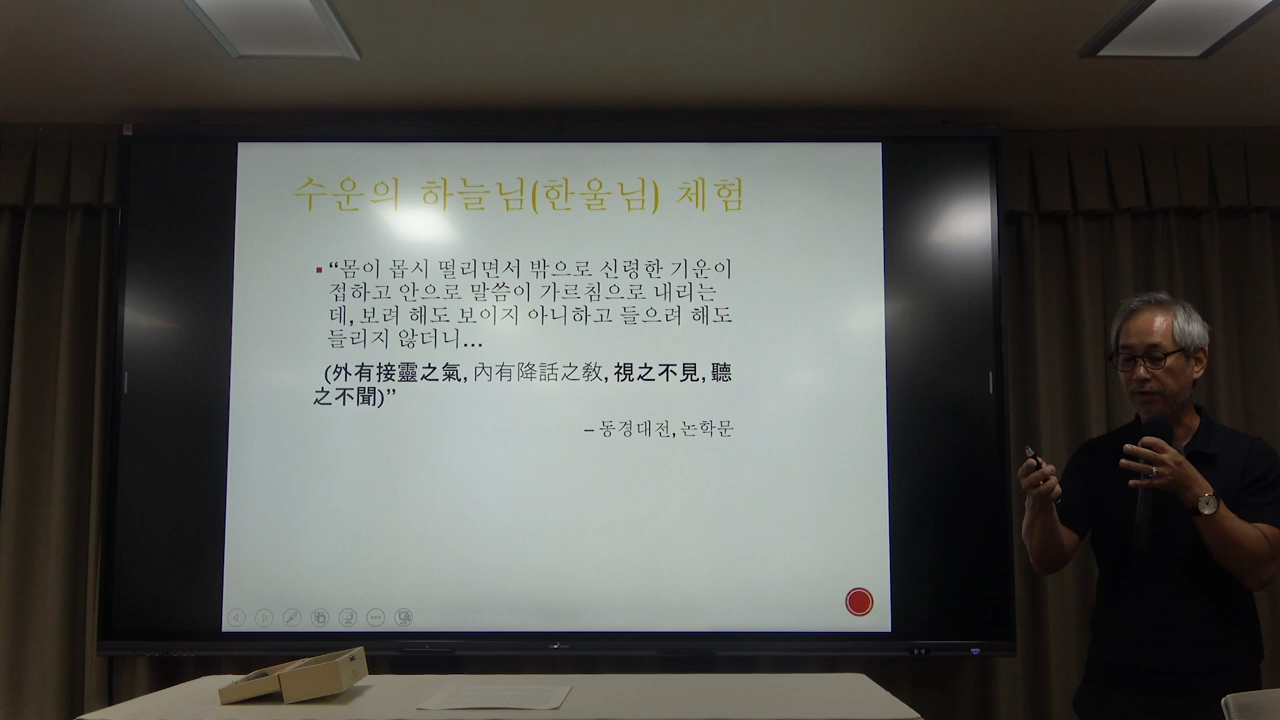 수운의 하늘님(한울님) 체험
“몸이 몹시 떨리면서 밖으로 신령한 기운이
접하고 안으로 말씀이 가르침으로 내리는
데, 보려 해도 보이지 아니하고 들으려 해도
들리지 않더니…
(外有接靈之氣, 內有降話之敎, 視之不見, 聽
之不聞)”
– 동경대전, 논학문